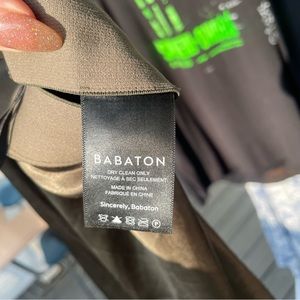 BABATON
DRY CLEAN ONLY
NETTOYAGE À SEC SEULEMENT
MADE IN CHINA
FABRIQUÉ EN CHINE
Sincerely, Babaton